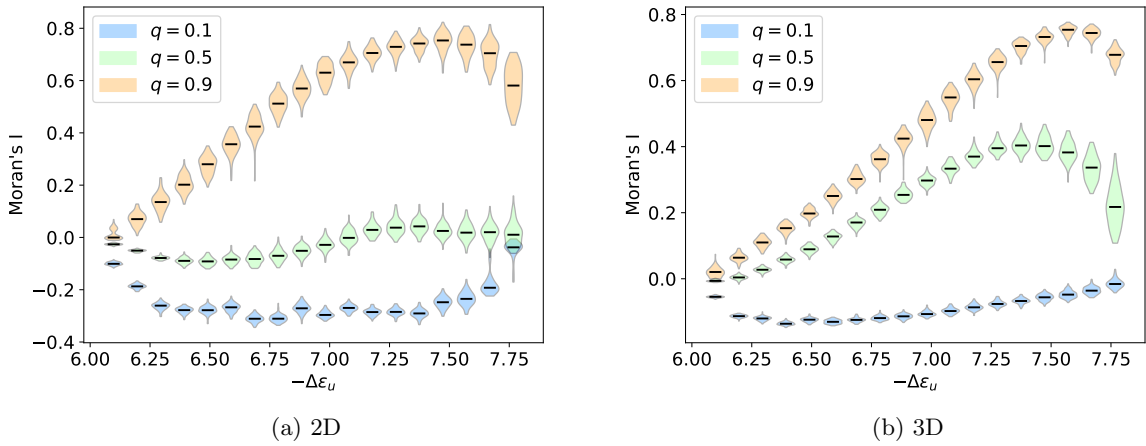 0.8
0.6
0.4
0.2
0.0
−0.2
−0.4
Moran's I
q = 0.1
q = 0.5
q = 0.9
6.00 6.25 6.50 6.75 7.00 7.25 7.50 7.75
−Δεᵤ
(a) 2D
0.8
0.6
0.4
0.2
0.0
Moran's I
q = 0.1
q = 0.5
q = 0.9
6.00 6.25 6.50 6.75 7.00 7.25 7.50 7.75
−Δεᵤ
(b) 3D